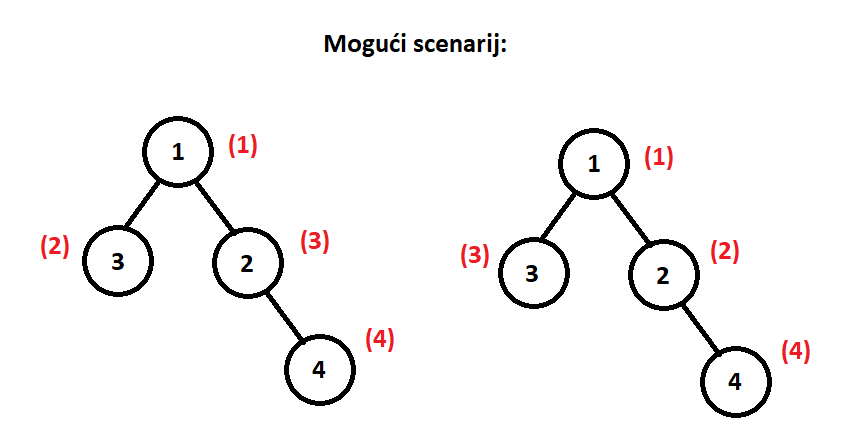 Mogući scenarij:
1 (1)
(2) 3 2 (3)
4 (4)
1 (1)
(3) 3 2 (2)
4 (4)